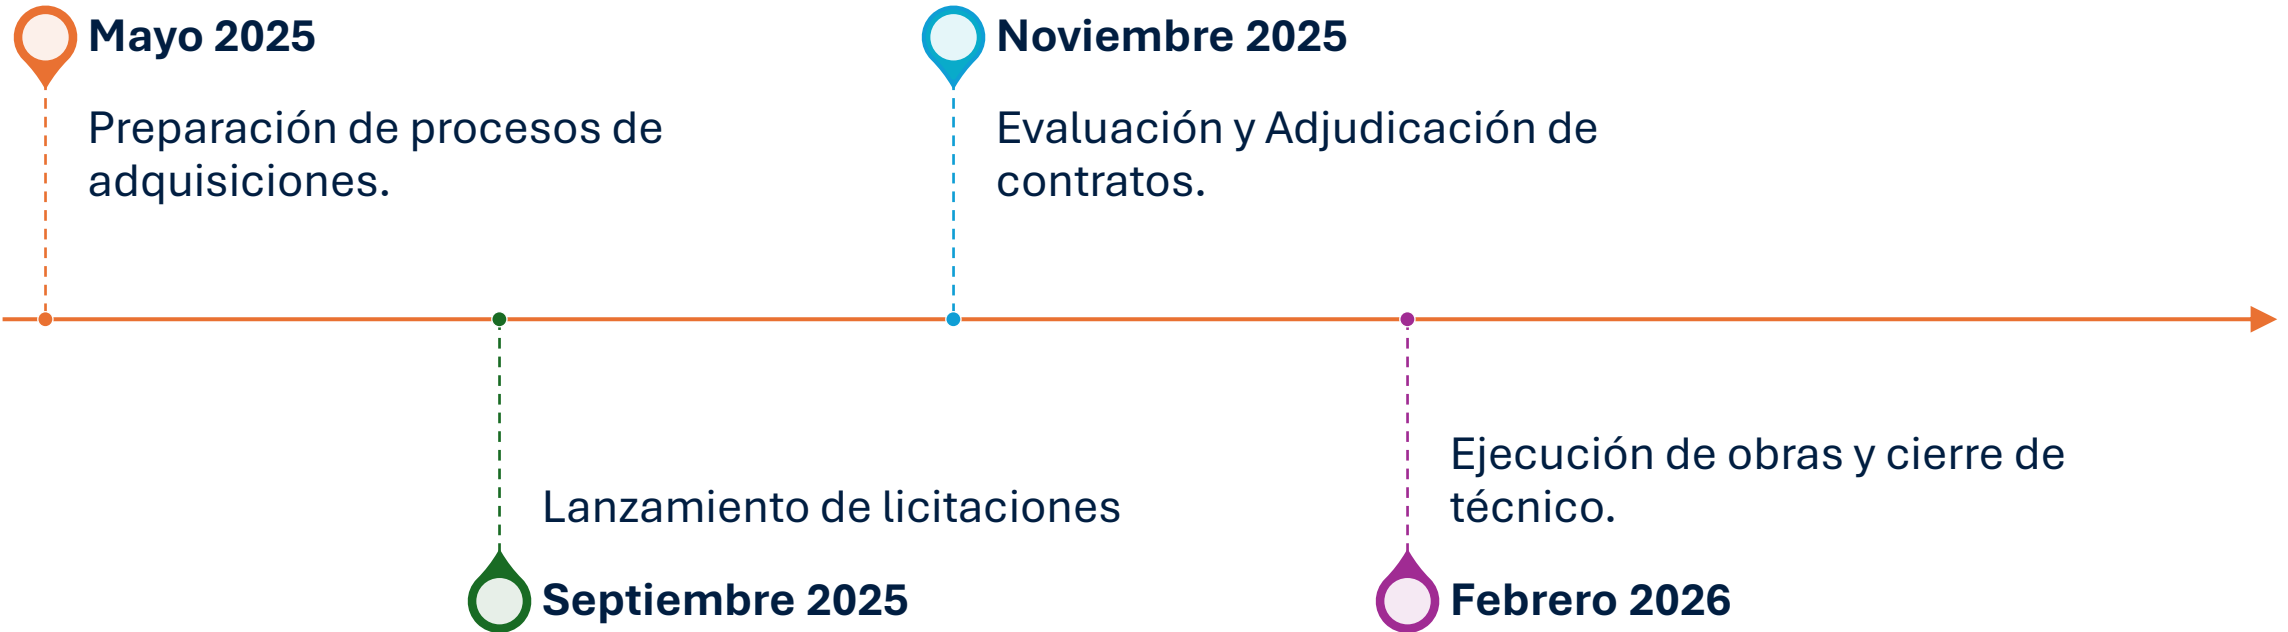 Mayo 2025
Preparación de procesos de
adquisiciones.
Lanzamiento de licitaciones
Septiembre 2025
Noviembre 2025
Evaluación y Adjudicación de
contratos.
Ejecución de obras y cierre de
técnico.
Febrero 2026